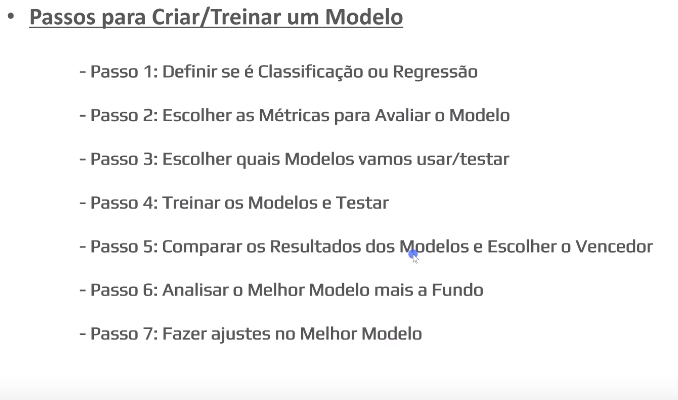 • Passos para Criar/Treinar um Modelo
- Passo 1: Definir se é Classificação ou Regressão
- Passo 2: Escolher as Métricas para Avaliar o Modelo
- Passo 3: Escolher quais Modelos vamos usar/testar
- Passo 4: Treinar os Modelos e Testar
- Passo 5: Comparar os Resultados dos Modelos e Escolher o Vencedor
- Passo 6: Analisar o Melhor Modelo mais a Fundo
- Passo 7: Fazer ajustes no Melhor Modelo